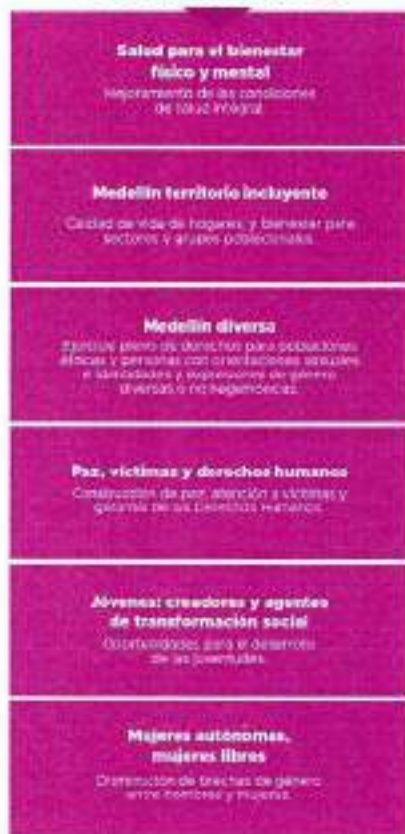 Salud para el bienestar
físico y mental
Mejoramiento de las condiciones
de salud integral.
Medellín territorio incluyente
Calidad de vida de hogares, y bienestar para
sectores y grupos poblacionales.
Medellín diversa
Ejercicio pleno de derechos para poblaciones
étnicas y personas con orientaciones sexuales
e identidades y expresiones de género
diversas o no hegemónicas.
Paz, víctimas y derechos humanos
Construcción de paz, atención a víctimas y
garantía de los Derechos Humanos.
Jóvenes: creadores y agentes
de transformación social
Oportunidades para el desarrollo
de las juventudes.
Mujeres autónomas,
mujeres libres
Disminución de brechas de género
entre hombres y mujeres.